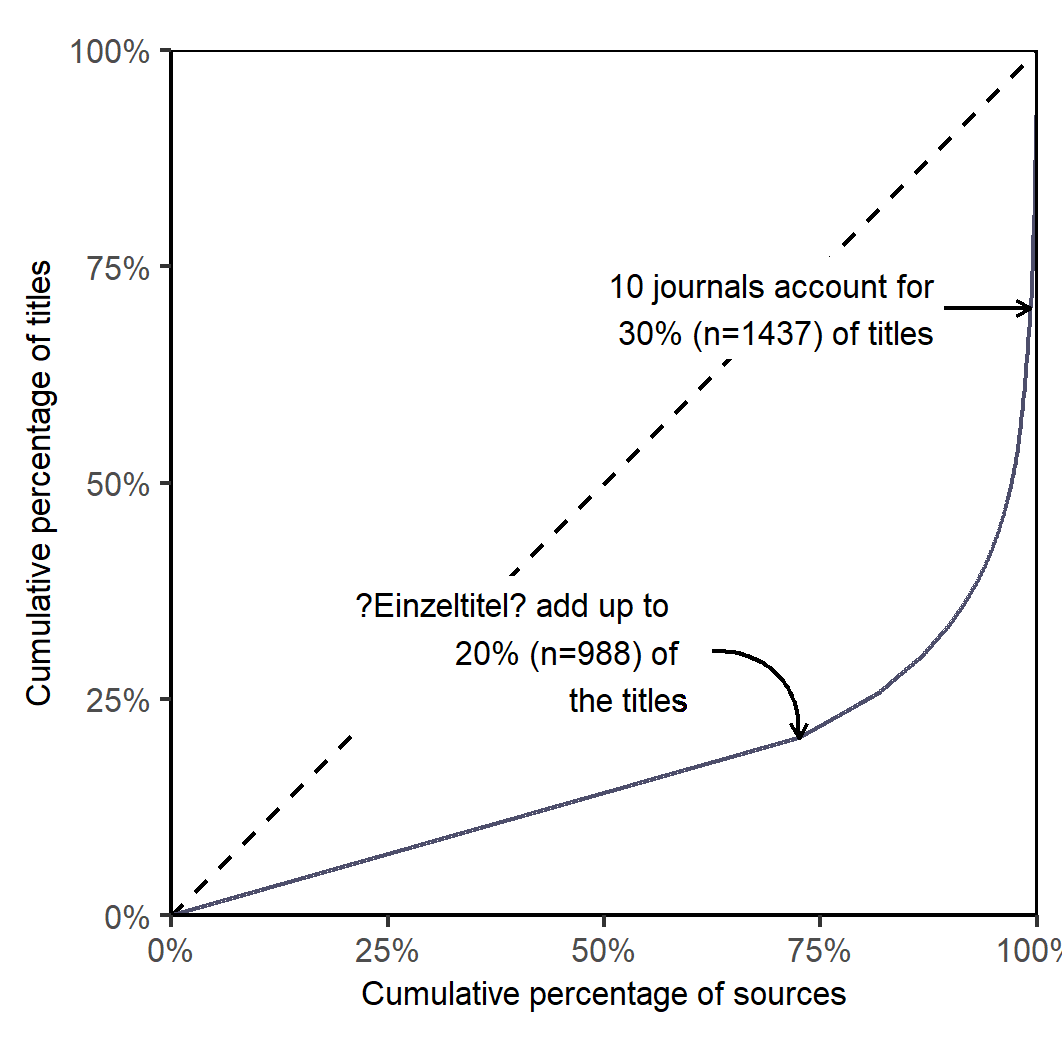 100%
75%
50%
25%
0%
Cumulative percentage of titles
10 journals account for
30% (n=1437) of titles
?Einzeltitel? add up to
20% (n=988) of
the titles
0%
25%
50%
75%
100%
Cumulative percentage of sources